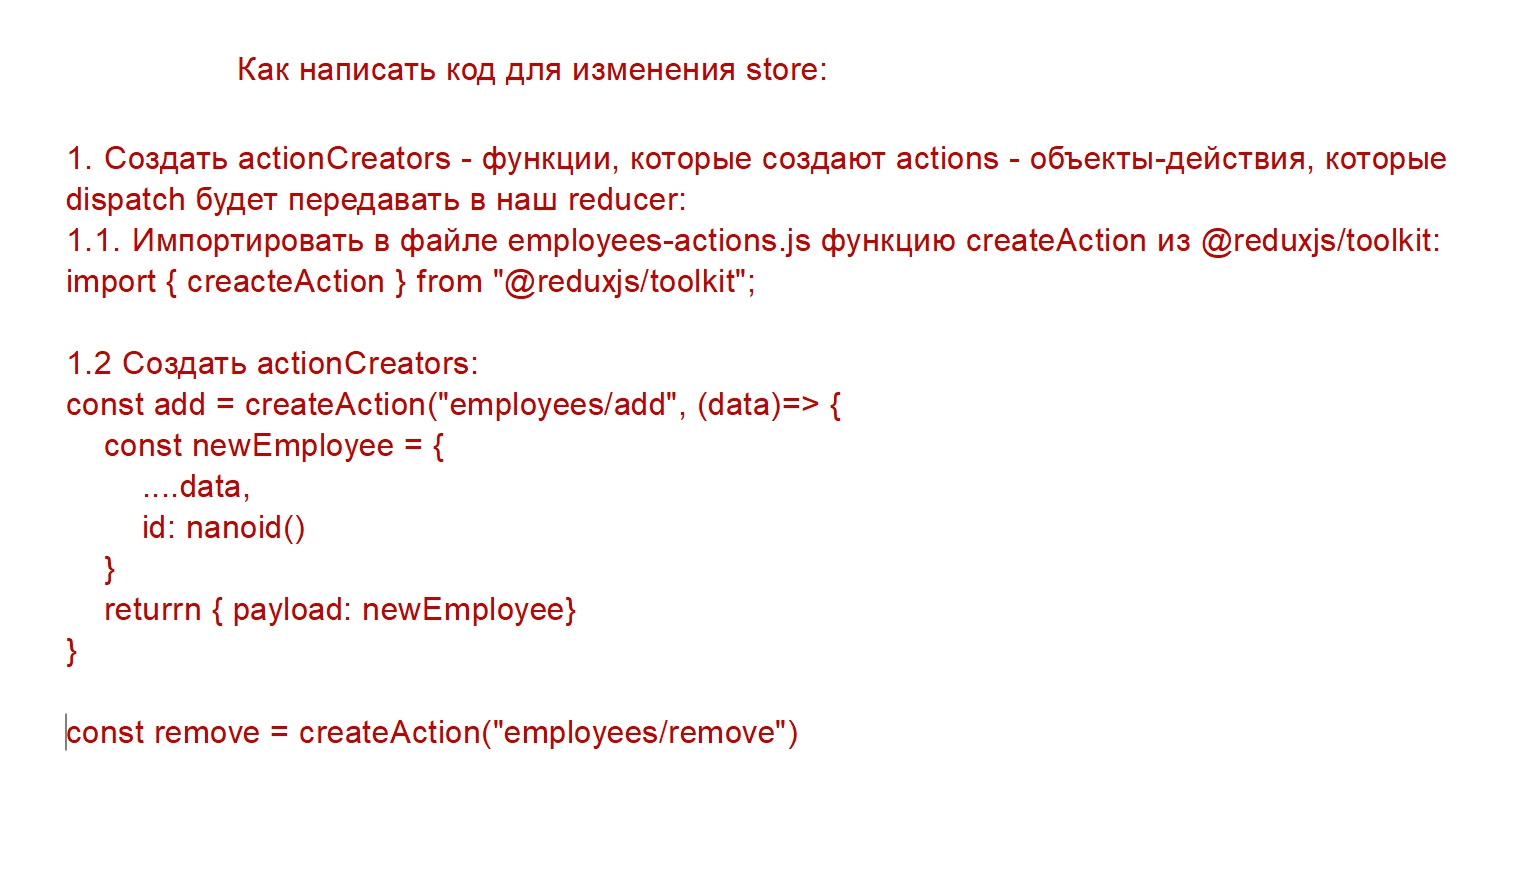 Как написать код для изменения store:
1. Создать actionCreators - функции, которые создают actions - объекты-действия, которые
dispatch будет передавать в наш reducer:
1.1. Импортировать в файле employees-actions.js функцию createAction из @reduxjs/toolkit:
import { creacteAction } from "@reduxjs/toolkit";
1.2 Создать actionCreators:
const add = createAction("employees/add", (data)=> {
const newEmployee = {
....data,
id: nanoid()
}
returrn { payload: newEmployee}
}
const remove = createAction("employees/remove")